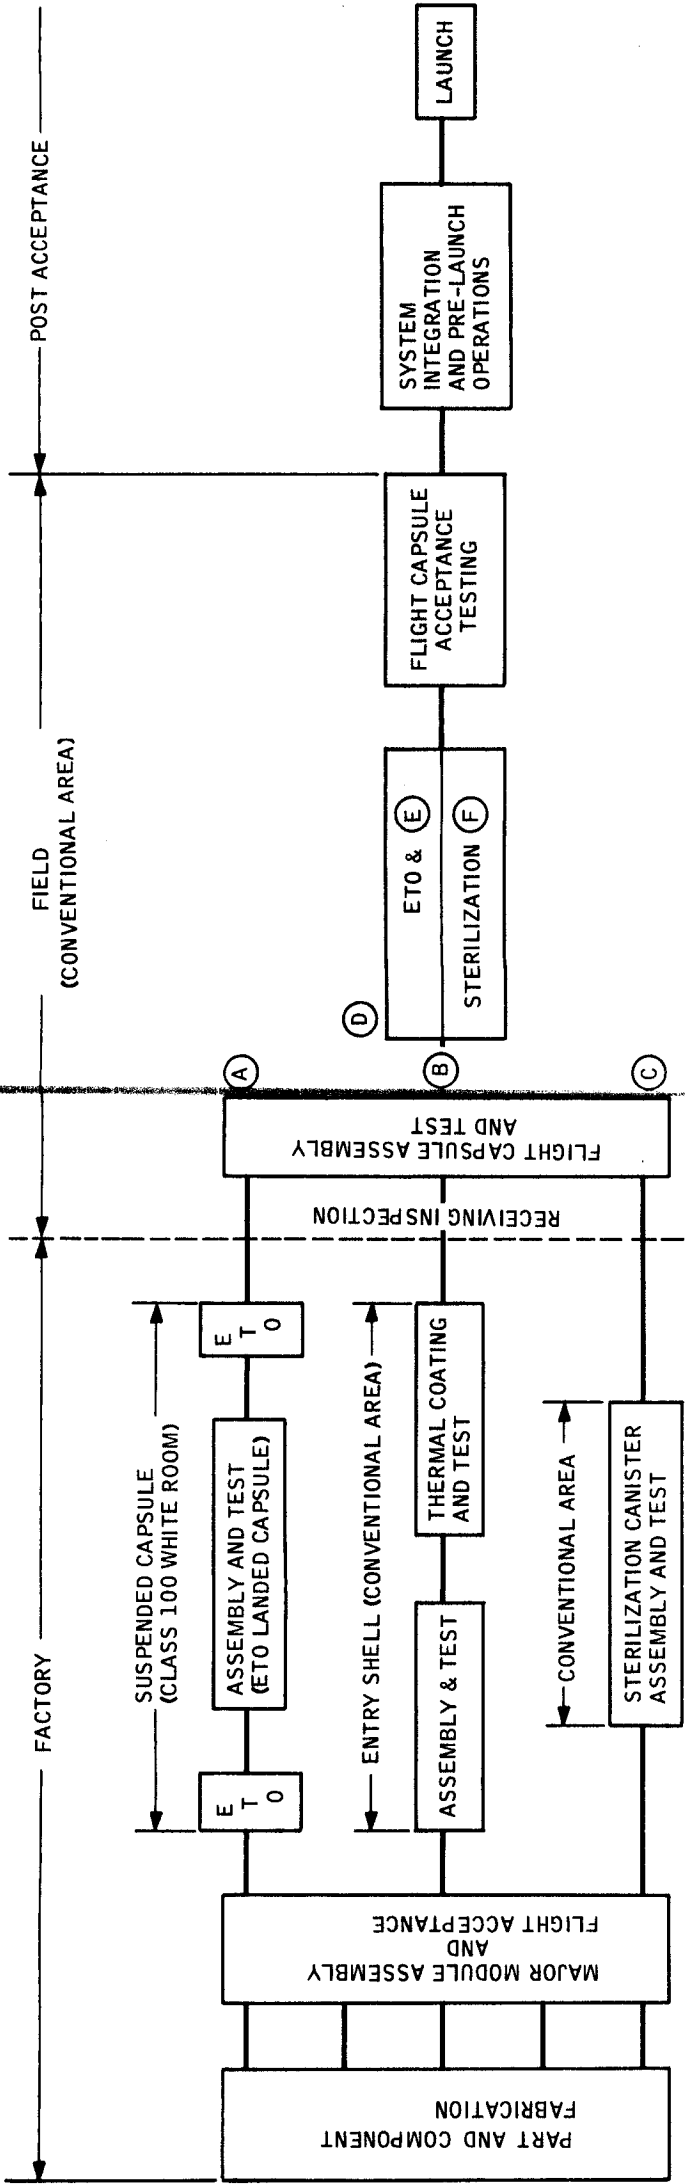 FACTORY
FIELD
(CONVENTIONAL AREA)
POST ACCEPTANCE
PART AND COMPONENT
FABRICATION
MAJOR MODULE ASSEMBLY
AND
FLIGHT ACCEPTANCE
SUSPENDED CAPSULE
(CLASS 100 WHITE ROOM)
E
T
O
ASSEMBLY AND TEST
(ETO LANDED CAPSULE)
E
T
O
ENTRY SHELL (CONVENTIONAL AREA)
ASSEMBLY & TEST
THERMAL COATING
AND TEST
CONVENTIONAL AREA
STERILIZATION CANISTER
ASSEMBLY AND TEST
RECEIVING INSPECTION
FLIGHT CAPSULE ASSEMBLY
AND TEST
A
B
C
D
ETO & E
STERILIZATION F
FLIGHT CAPSULE
ACCEPTANCE
TESTING
SYSTEM
INTEGRATION
AND PRE-LAUNCH
OPERATIONS
LAUNCH